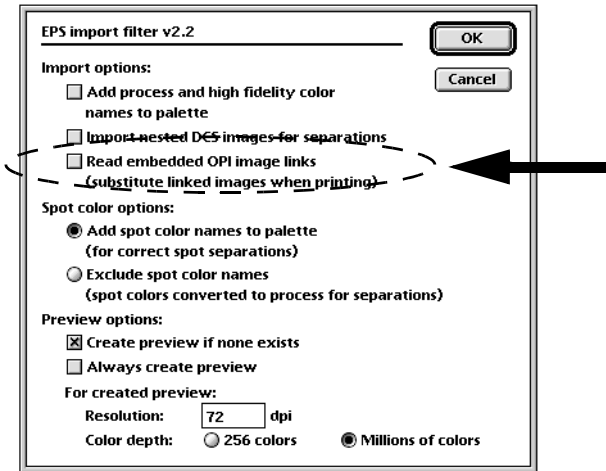 EPS import filter v2.2
OK
Cancel
Import options:
Add process and high fidelity color
names to palette
Import nested DCS images for separations
Read embedded OPI image links
(substitute linked images when printing)
Spot color options:
Add spot color names to palette
(for correct spot separations)
Exclude spot color names
(spot colors converted to process for separations)
Preview options:
Create preview if none exists
Always create preview
For created preview:
Resolution: 72 dpi
Color depth: 256 colors Millions of colors